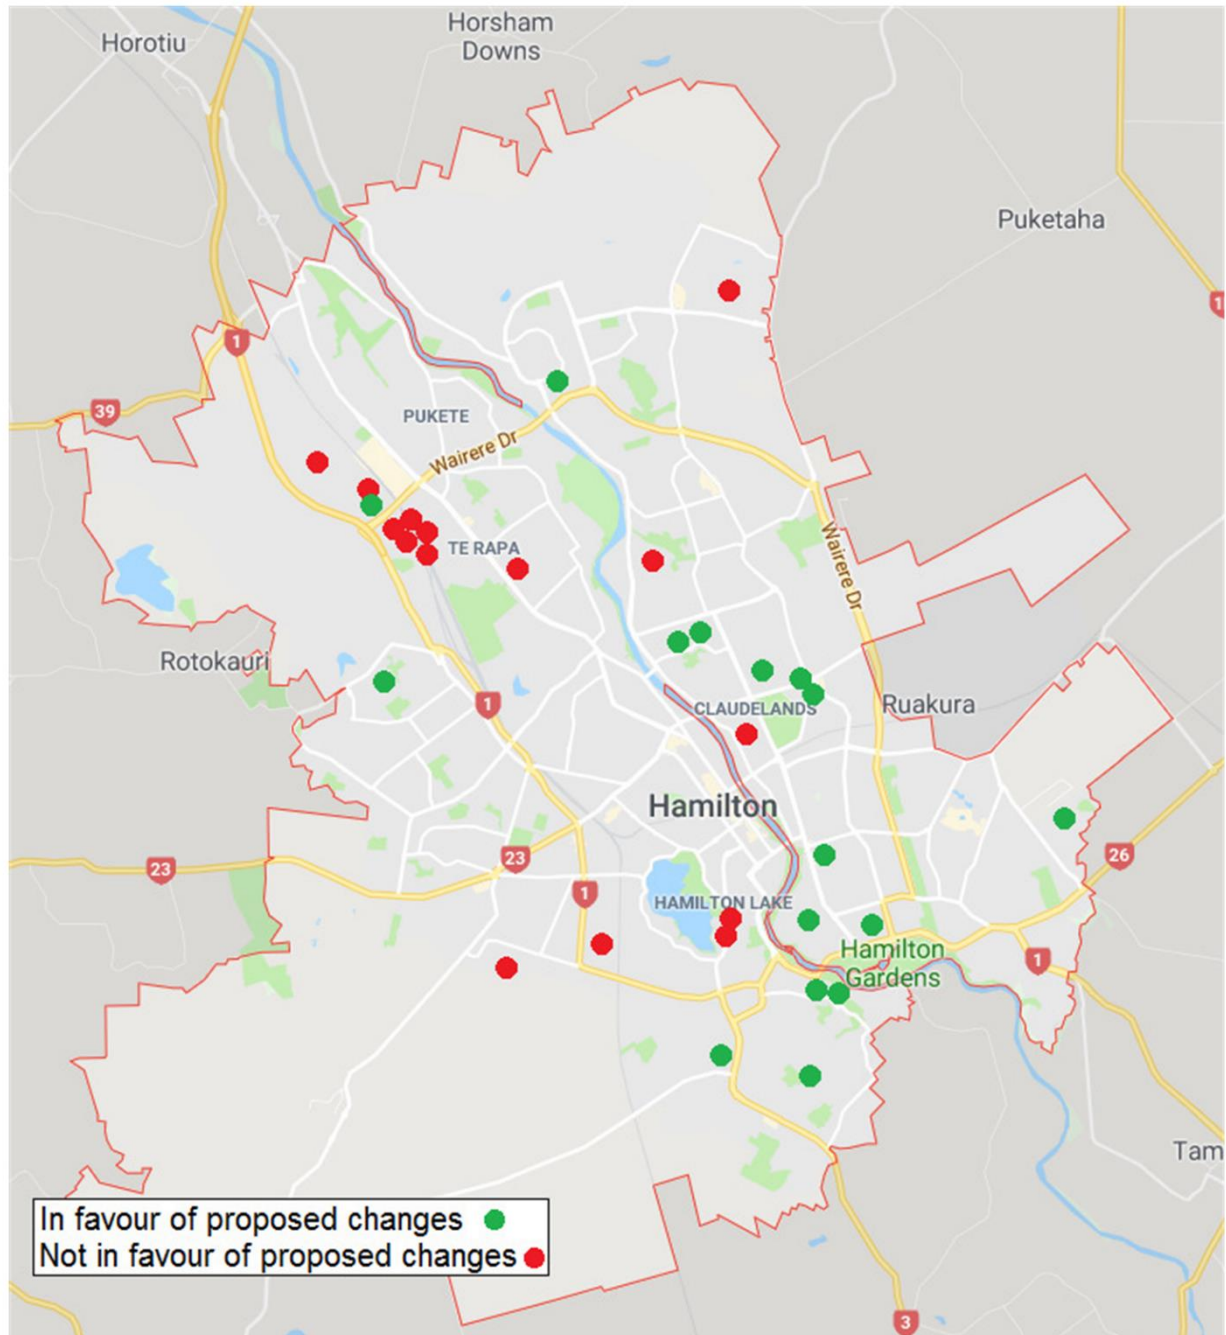 Horsham
Downs
Horotiu
Puketaha
1
1
39
PUKETE
Wairere Dr
Wairere Dr
TE RAPA
Rotokauri
1
CLAUDELANDS
Ruakura
Hamilton
23
23
26
1
HAMILTON LAKE
Hamilton
Gardens
1
Tam
In favour of proposed changes
Not in favour of proposed changes
3